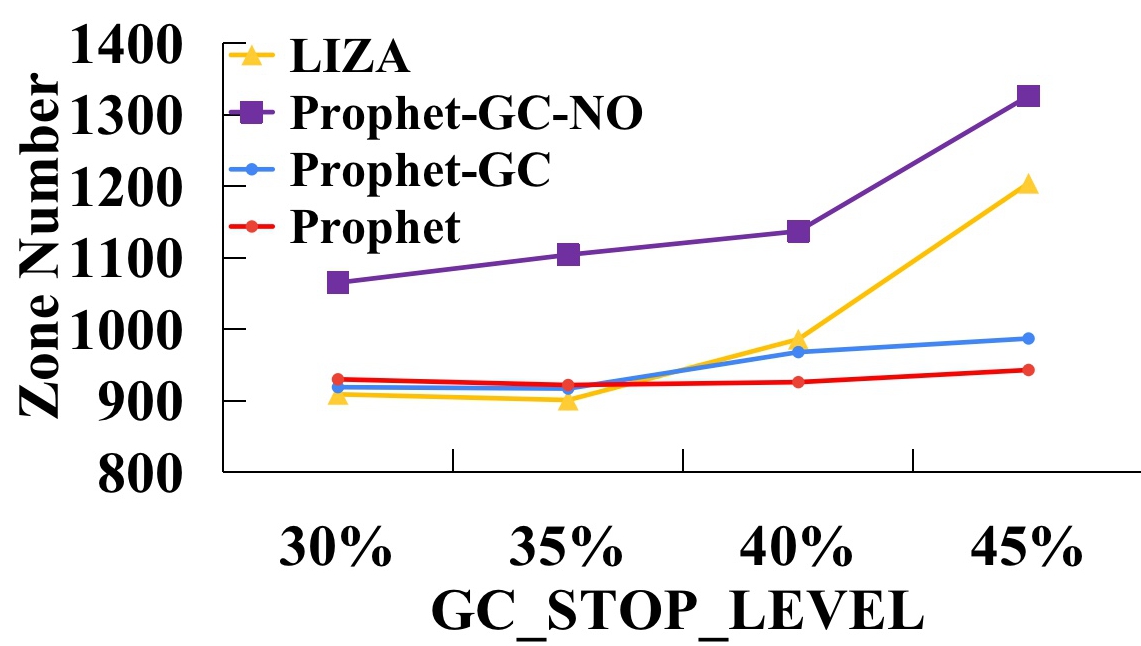 1400
1300
1200
1100
1000
900
800
Zone Number
LIZA
Prophet-GC-NO
Prophet-GC
Prophet
30% 35% 40% 45%
GC_STOP_LEVEL